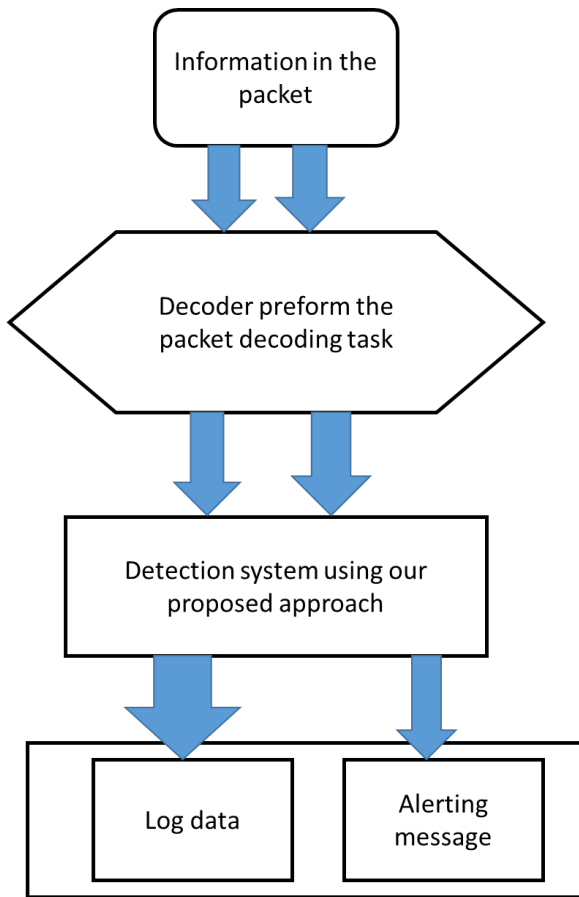 Information in the
packet
Decoder preform the
packet decoding task
Detection system using our
proposed approach
Log data
Alerting
message